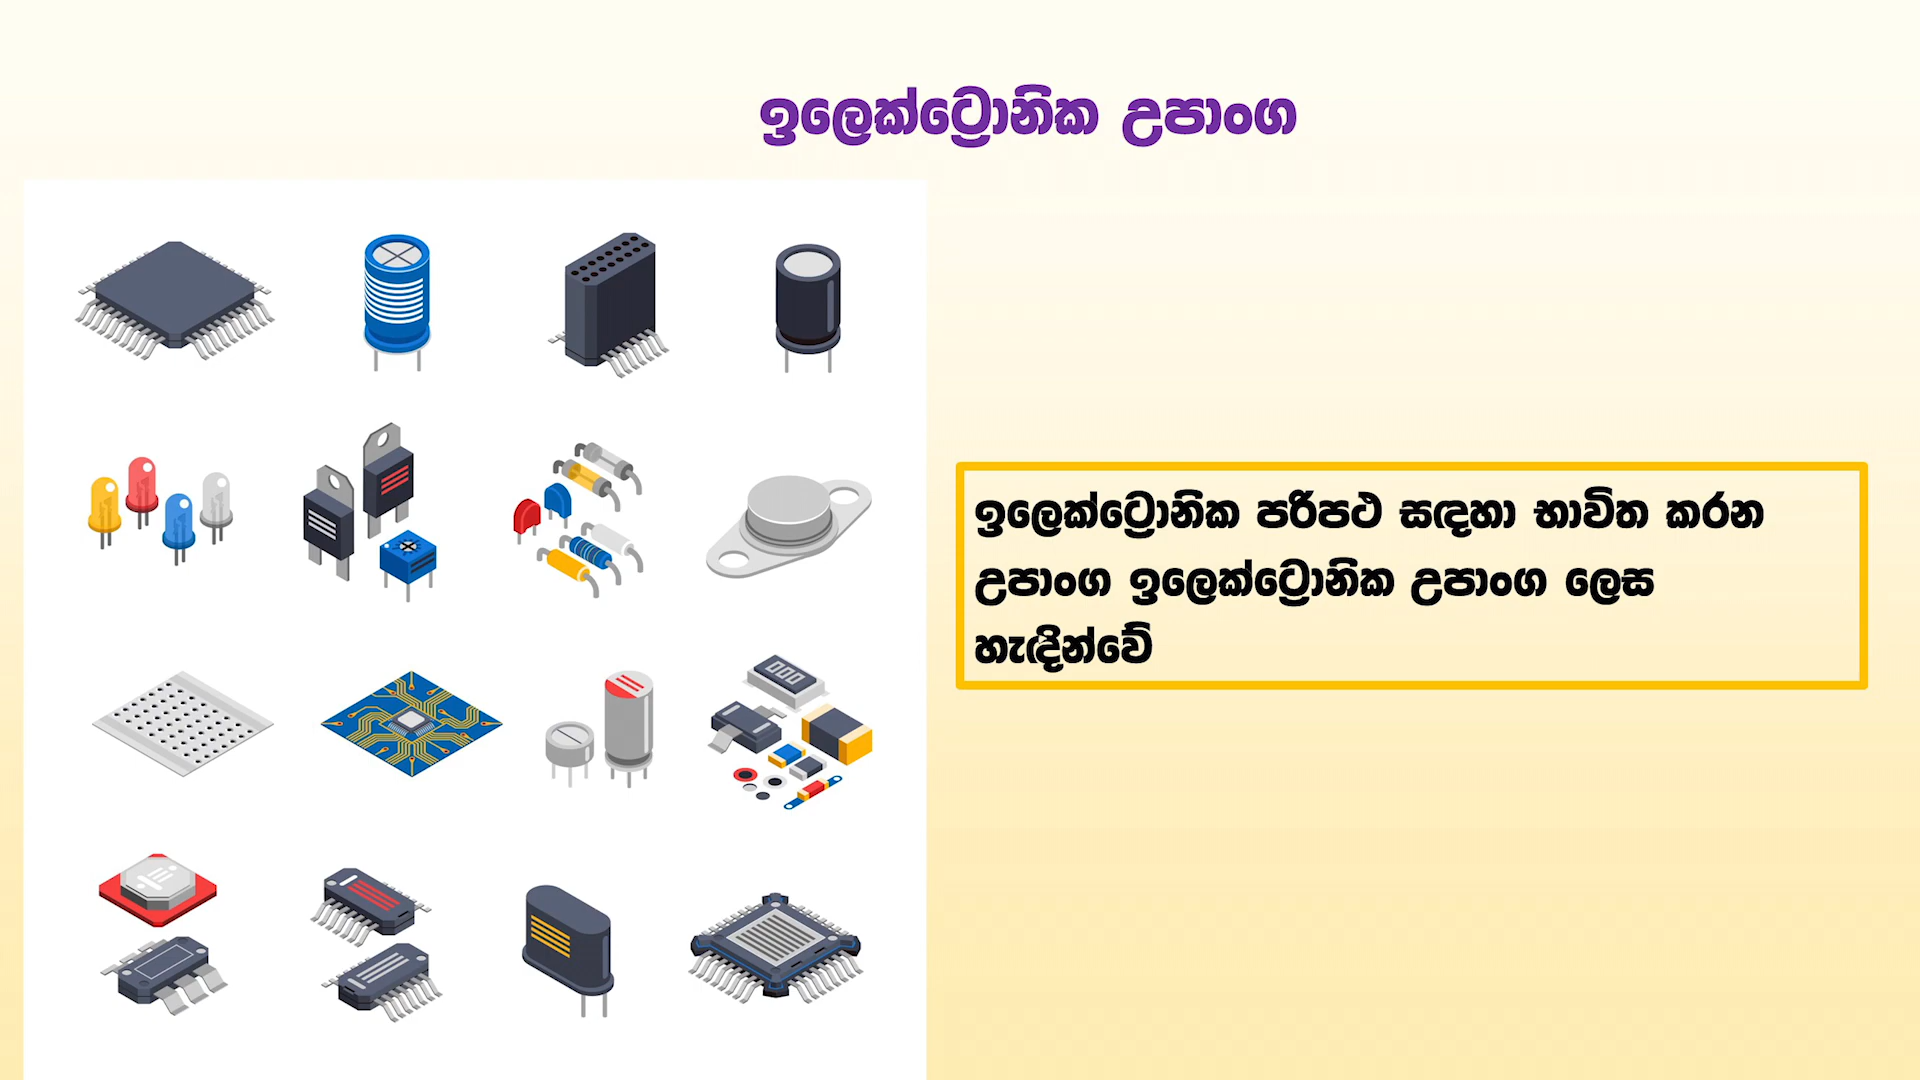 ඉලෙක්ට්‍රොනික උපාංග
ඉලෙක්ට්‍රොනික පරිපථ සඳහා භාවිත කරන
උපාංග ඉලෙක්ට්‍රොනික උපාංග ලෙස
හැඳින්වේ